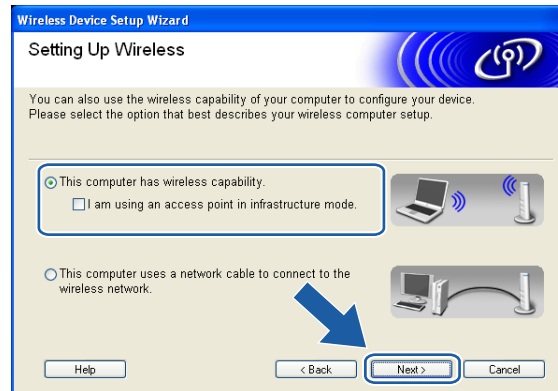 Wireless Device Setup Wizard
Setting Up Wireless
You can also use the wireless capability of your computer to configure your device.
Please select the option that best describes your wireless computer setup.
This computer has wireless capability.
I am using an access point in infrastructure mode.
This computer uses a network cable to connect to the
wireless network.
Help
< Back
Next >
Cancel